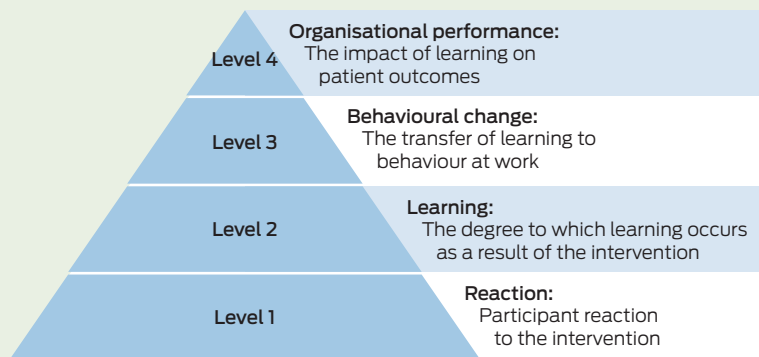 Level 4
Organisational performance:
The impact of learning on
patient outcomes
Level 3
Behavioural change:
The transfer of learning to
behaviour at work
Level 2
Learning:
The degree to which learning occurs
as a result of the intervention
Level 1
Reaction:
Participant reaction
to the intervention